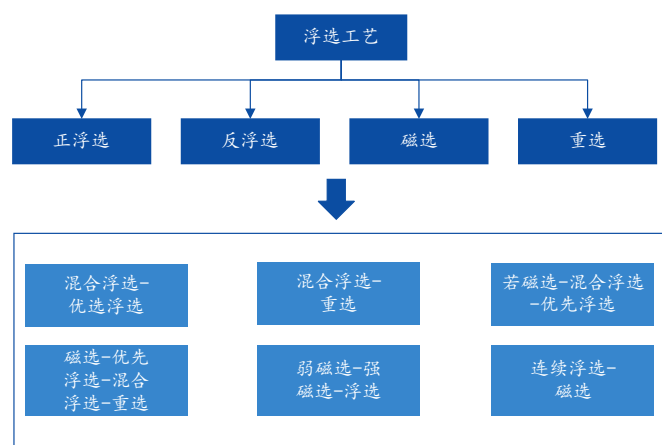 浮选工艺
正浮选
反浮选
磁选
重选
混合浮选-
优选浮选
混合浮选-
重选
若磁选-混合浮选
-优先浮选
磁选-优先
浮选-混合
浮选-重选
弱磁选-强
磁选-浮选
连续浮选-
磁选